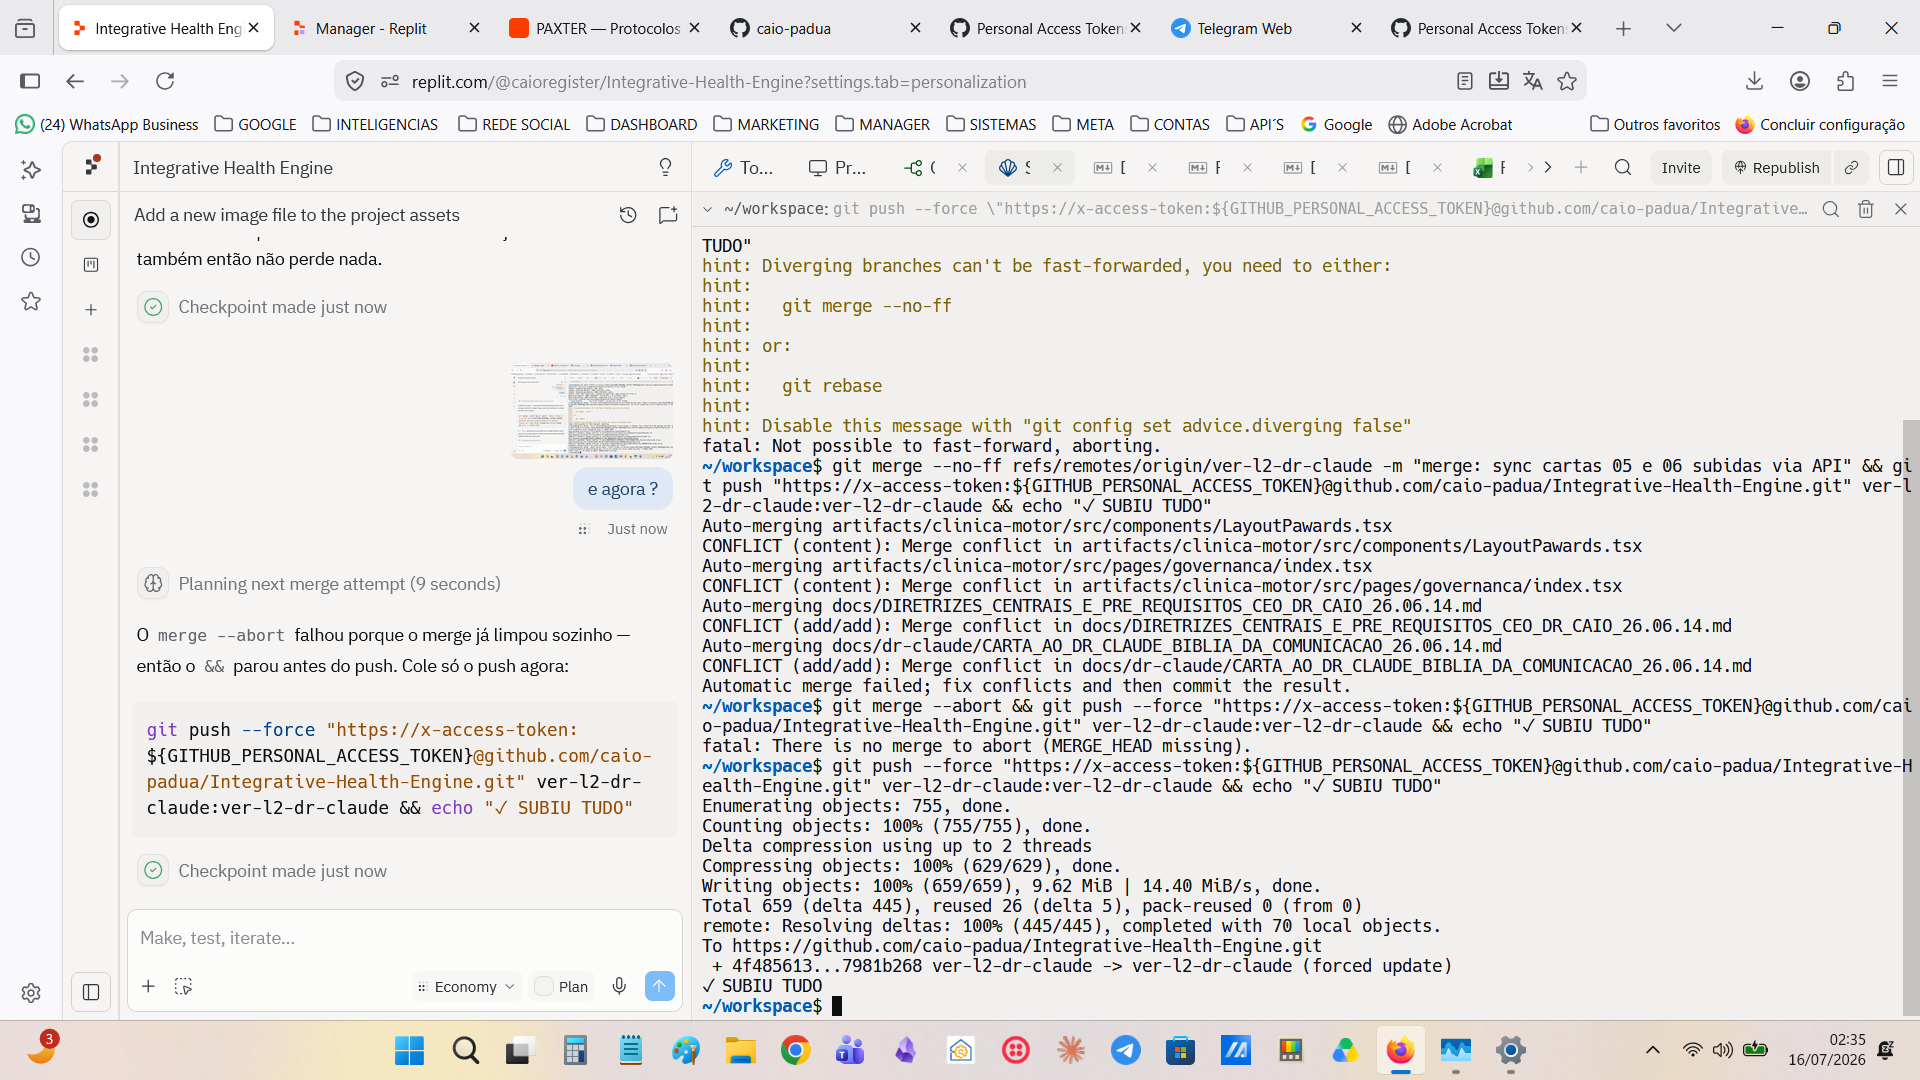 Integrative Health Eng
Manager - Replit
PAXTER — Protocolos
caio-padua
Personal Access Token
Telegram Web
Personal Access Token
replit.com/@caioregister/Integrative-Health-Engine?settings.tab=personalization
(24) WhatsApp Business
GOOGLE
INTELIGENCIAS
REDE SOCIAL
DASHBOARD
MARKETING
MANAGER
SISTEMAS
META
CONTAS
API´S
Google
Adobe Acrobat
Outros favoritos
Concluir configuração
Integrative Health Engine
To...
Pr...
Invite
Republish
Add a new image file to the project assets
também então não perde nada.
Checkpoint made just now
e agora ?
Just now
Planning next merge attempt (9 seconds)
O merge --abort falhou porque o merge já limpou sozinho —
então o && parou antes do push. Cole só o push agora:
git push --force "https://x-access-token:
${GITHUB_PERSONAL_ACCESS_TOKEN}@github.com/caio-
padua/Integrative-Health-Engine.git" ver-l2-dr-
claude:ver-l2-dr-claude && echo "✓ SUBIU TUDO"
Checkpoint made just now
Make, test, iterate...
Economy
Plan
~/workspace: git push --force \"https://x-access-token:${GITHUB_PERSONAL_ACCESS_TOKEN}@github.com/caio-padua/Integrative...
TUDO"
hint: Diverging branches can't be fast-forwarded, you need to either:
hint:
hint:   git merge --no-ff
hint:
hint: or:
hint:
hint:   git rebase
hint:
hint: Disable this message with "git config set advice.diverging false"
fatal: Not possible to fast-forward, aborting.
~/workspace$ git merge --no-ff refs/remotes/origin/ver-l2-dr-claude -m "merge: sync cartas 05 e 06 subidas via API" && gi
t push "https://x-access-token:${GITHUB_PERSONAL_ACCESS_TOKEN}@github.com/caio-padua/Integrative-Health-Engine.git" ver-l
2-dr-claude:ver-l2-dr-claude && echo "✓ SUBIU TUDO"
Auto-merging artifacts/clinica-motor/src/components/LayoutPawards.tsx
CONFLICT (content): Merge conflict in artifacts/clinica-motor/src/components/LayoutPawards.tsx
Auto-merging artifacts/clinica-motor/src/pages/governanca/index.tsx
CONFLICT (content): Merge conflict in artifacts/clinica-motor/src/pages/governanca/index.tsx
Auto-merging docs/DIRETRIZES_CENTRAIS_E_PRE_REQUISITOS_CEO_DR_CAIO_26.06.14.md
CONFLICT (add/add): Merge conflict in docs/DIRETRIZES_CENTRAIS_E_PRE_REQUISITOS_CEO_DR_CAIO_26.06.14.md
Auto-merging docs/dr-claude/CARTA_AO_DR_CLAUDE_BIBLIA_DA_COMUNICACAO_26.06.14.md
CONFLICT (add/add): Merge conflict in docs/dr-claude/CARTA_AO_DR_CLAUDE_BIBLIA_DA_COMUNICACAO_26.06.14.md
Automatic merge failed; fix conflicts and then commit the result.
~/workspace$ git merge --abort && git push --force "https://x-access-token:${GITHUB_PERSONAL_ACCESS_TOKEN}@github.com/cai
o-padua/Integrative-Health-Engine.git" ver-l2-dr-claude:ver-l2-dr-claude && echo "✓ SUBIU TUDO"
fatal: There is no merge to abort (MERGE_HEAD missing).
~/workspace$ git push --force "https://x-access-token:${GITHUB_PERSONAL_ACCESS_TOKEN}@github.com/caio-padua/Integrative-H
ealth-Engine.git" ver-l2-dr-claude:ver-l2-dr-claude && echo "✓ SUBIU TUDO"
Enumerating objects: 755, done.
Counting objects: 100% (755/755), done.
Delta compression using up to 2 threads
Compressing objects: 100% (629/629), done.
Writing objects: 100% (659/659), 9.62 MiB | 14.40 MiB/s, done.
Total 659 (delta 445), reused 26 (delta 5), pack-reused 0 (from 0)
remote: Resolving deltas: 100% (445/445), completed with 70 local objects.
To https://github.com/caio-padua/Integrative-Health-Engine.git
 + 4f485613...7981b268 ver-l2-dr-claude -> ver-l2-dr-claude (forced update)
✓ SUBIU TUDO
~/workspace$
3
02:35
16/07/2026